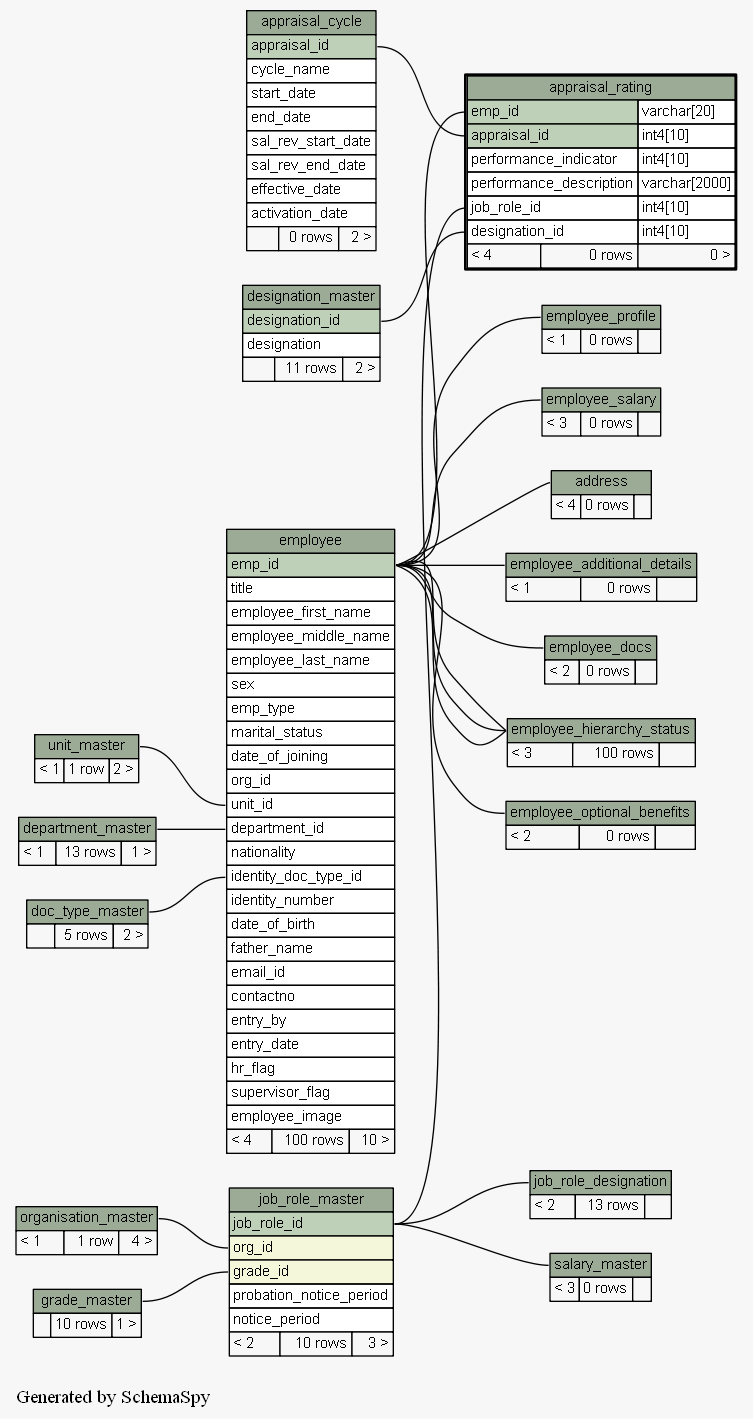 appraisal_cycle
appraisal_id
cycle_name
start_date
end_date
sal_rev_start_date
sal_rev_end_date
effective_date
activation_date
0 rows 2 >
appraisal_rating
emp_id varchar[20]
appraisal_id int4[10]
performance_indicator int4[10]
performance_description varchar[2000]
job_role_id int4[10]
designation_id int4[10]
< 4 0 rows 0 >
designation_master
designation_id
designation
11 rows 2 >
employee_profile
< 1 0 rows
employee_salary
< 3 0 rows
address
< 4 0 rows
employee_additional_details
< 1 0 rows
employee_docs
< 2 0 rows
employee_hierarchy_status
< 3 100 rows
employee_optional_benefits
< 2 0 rows
employee
emp_id
title
employee_first_name
employee_middle_name
employee_last_name
sex
emp_type
marital_status
date_of_joining
org_id
unit_id
department_id
nationality
identity_doc_type_id
identity_number
date_of_birth
father_name
email_id
contactno
entry_by
entry_date
hr_flag
supervisor_flag
employee_image
< 4 100 rows 10 >
unit_master
< 1 1 row 2 >
department_master
< 1 13 rows 1 >
doc_type_master
5 rows 2 >
job_role_master
job_role_id
org_id
grade_id
probation_notice_period
notice_period
< 2 10 rows 3 >
organisation_master
< 1 1 row 4 >
grade_master
10 rows 1 >
job_role_designation
< 2 13 rows
salary_master
< 3 0 rows
Generated by SchemaSpy